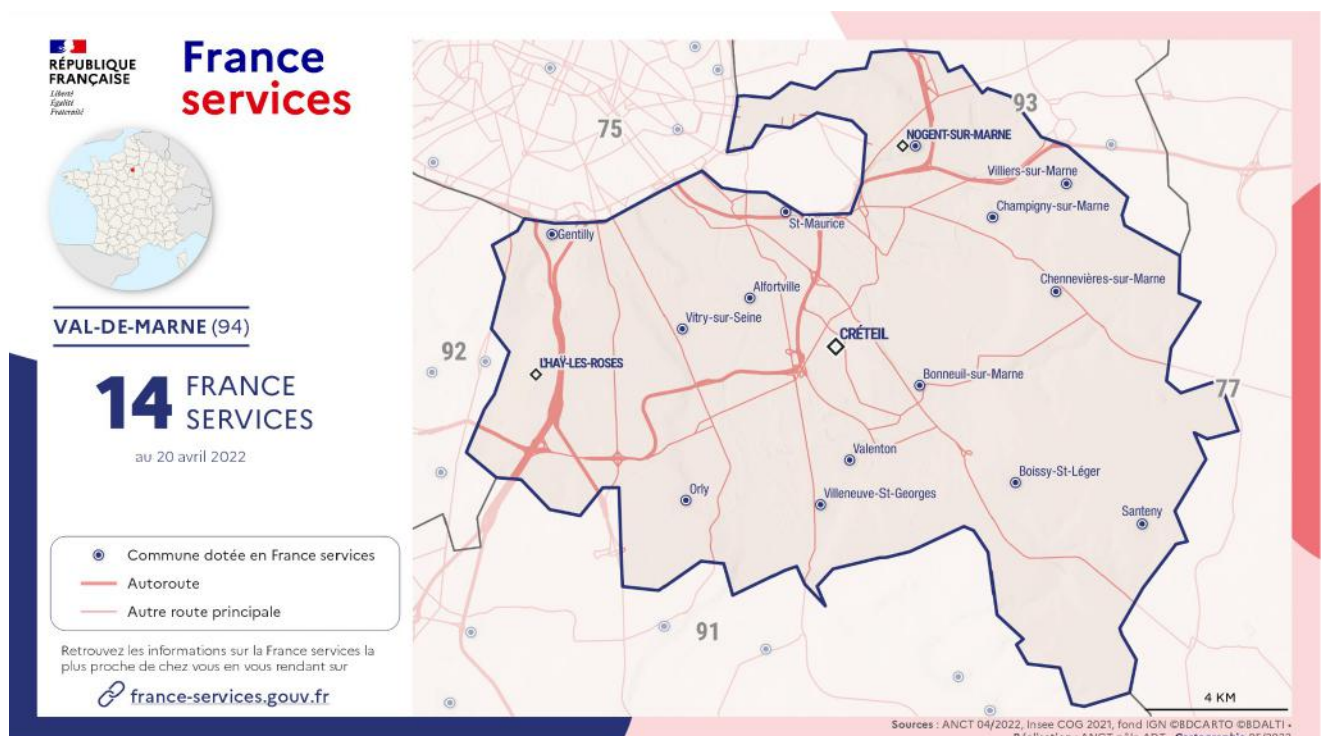 RÉPUBLIQUE
FRANÇAISE
Liberté
Égalité
Fraternité
France
services
VAL-DE-MARNE (94)
14 FRANCE
SERVICES
au 20 avril 2022
Commune dotée en France services
Autoroute
Autre route principale
Retrouvez les informations sur la France services la
plus proche de chez vous en vous rendant sur
france-services.gouv.fr
75
93
NOGENT-SUR-MARNE
Villiers-sur-Marne
Champigny-sur-Marne
St-Maurice
Gentilly
Chennevières-sur-Marne
Alfortville
Vitry-sur-Seine
CRÉTEIL
92
L'HAŸ-LES-ROSES
Bonneuil-sur-Marne
77
Valenton
Boissy-St-Léger
Orly
Villeneuve-St-Georges
Santeny
91
4 KM
Sources : ANCT 04/2022, Insee COG 2021, fond IGN ©BDCARTO ©BDALTI •